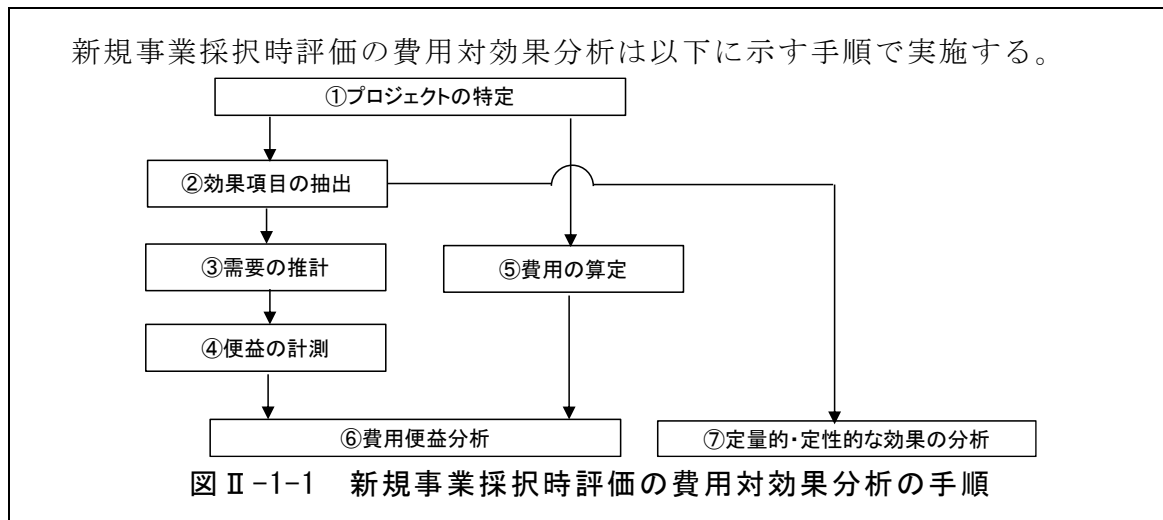 新規事業採択時評価の費用対効果分析は以下に示す手順で実施する。
①プロジェクトの特定
②効果項目の抽出
③需要の推計
⑤費用の算定
④便益の計測
⑥費用便益分析
⑦定量的・定性的な効果の分析
図Ⅱ-1-1 新規事業採択時評価の費用対効果分析の手順